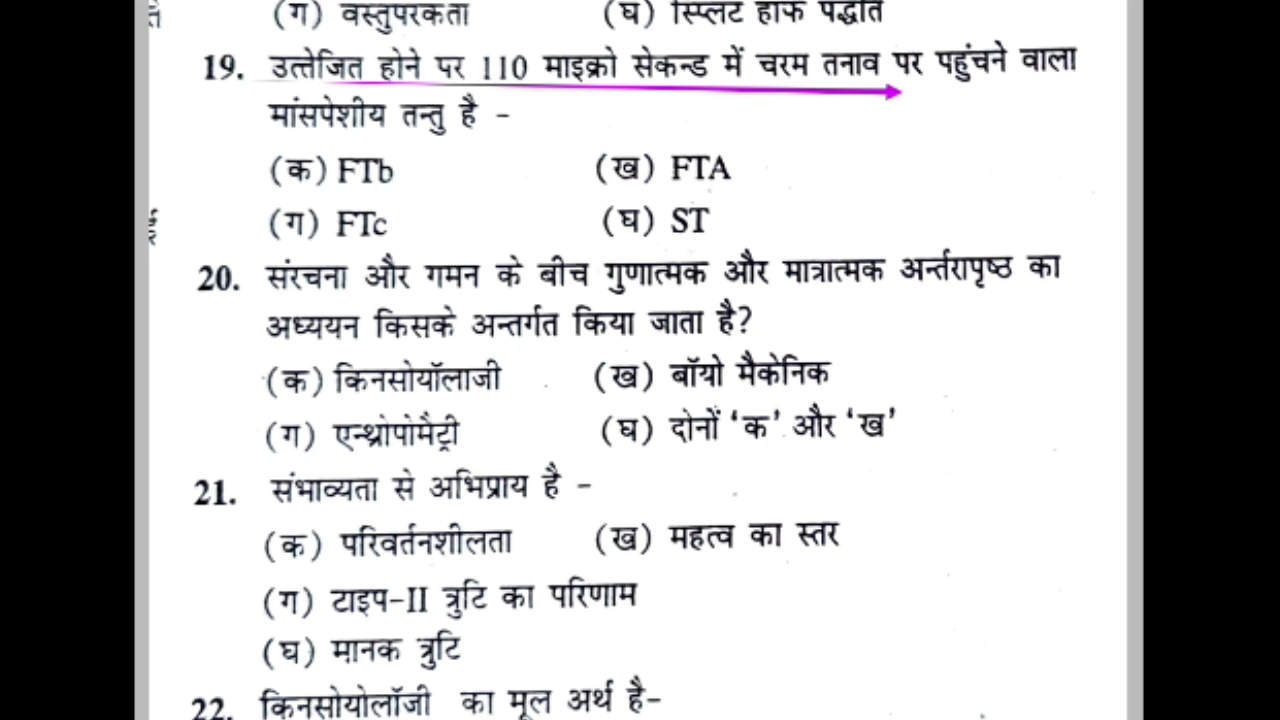 (ग) वस्तुपरकता (घ) स्प्लिट हाफ पद्धति
19. उत्तेजित होने पर 110 माइक्रो सेकन्ड में चरम तनाव पर पहुंचने वाला
मांसपेशीय तन्तु है -
(क) FTb (ख) FTA
(ग) FTc (घ) ST
20. संरचना और गमन के बीच गुणात्मक और मात्रात्मक अर्न्तरापृष्ठ का
अध्ययन किसके अन्तर्गत किया जाता है?
(क) किनसोयॉलाजी (ख) बॉयो मैकेनिक
(ग) एन्थ्रोपोमैट्री (घ) दोनों 'क' और 'ख'
21. संभाव्यता से अभिप्राय है -
(क) परिवर्तनशीलता (ख) महत्व का स्तर
(ग) टाइप-II त्रुटि का परिणाम
(घ) मानक त्रुटि
22. किनसोयोलॉजी का मूल अर्थ है-